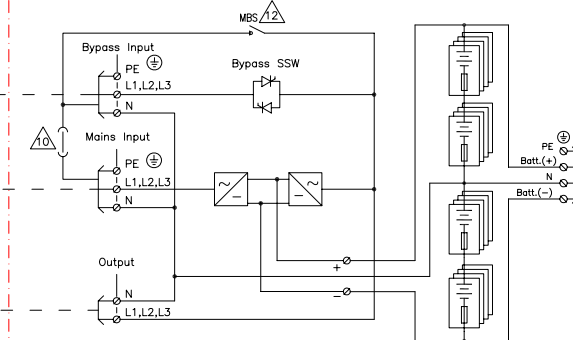 MBS 12
Bypass Input
Bypass SSW
PE
L1,L2,L3
N
10
Mains Input
PE
L1,L2,L3
N
PE
Batt.(+)
N
Batt.(-)
Output
N
L1,L2,L3
+
-